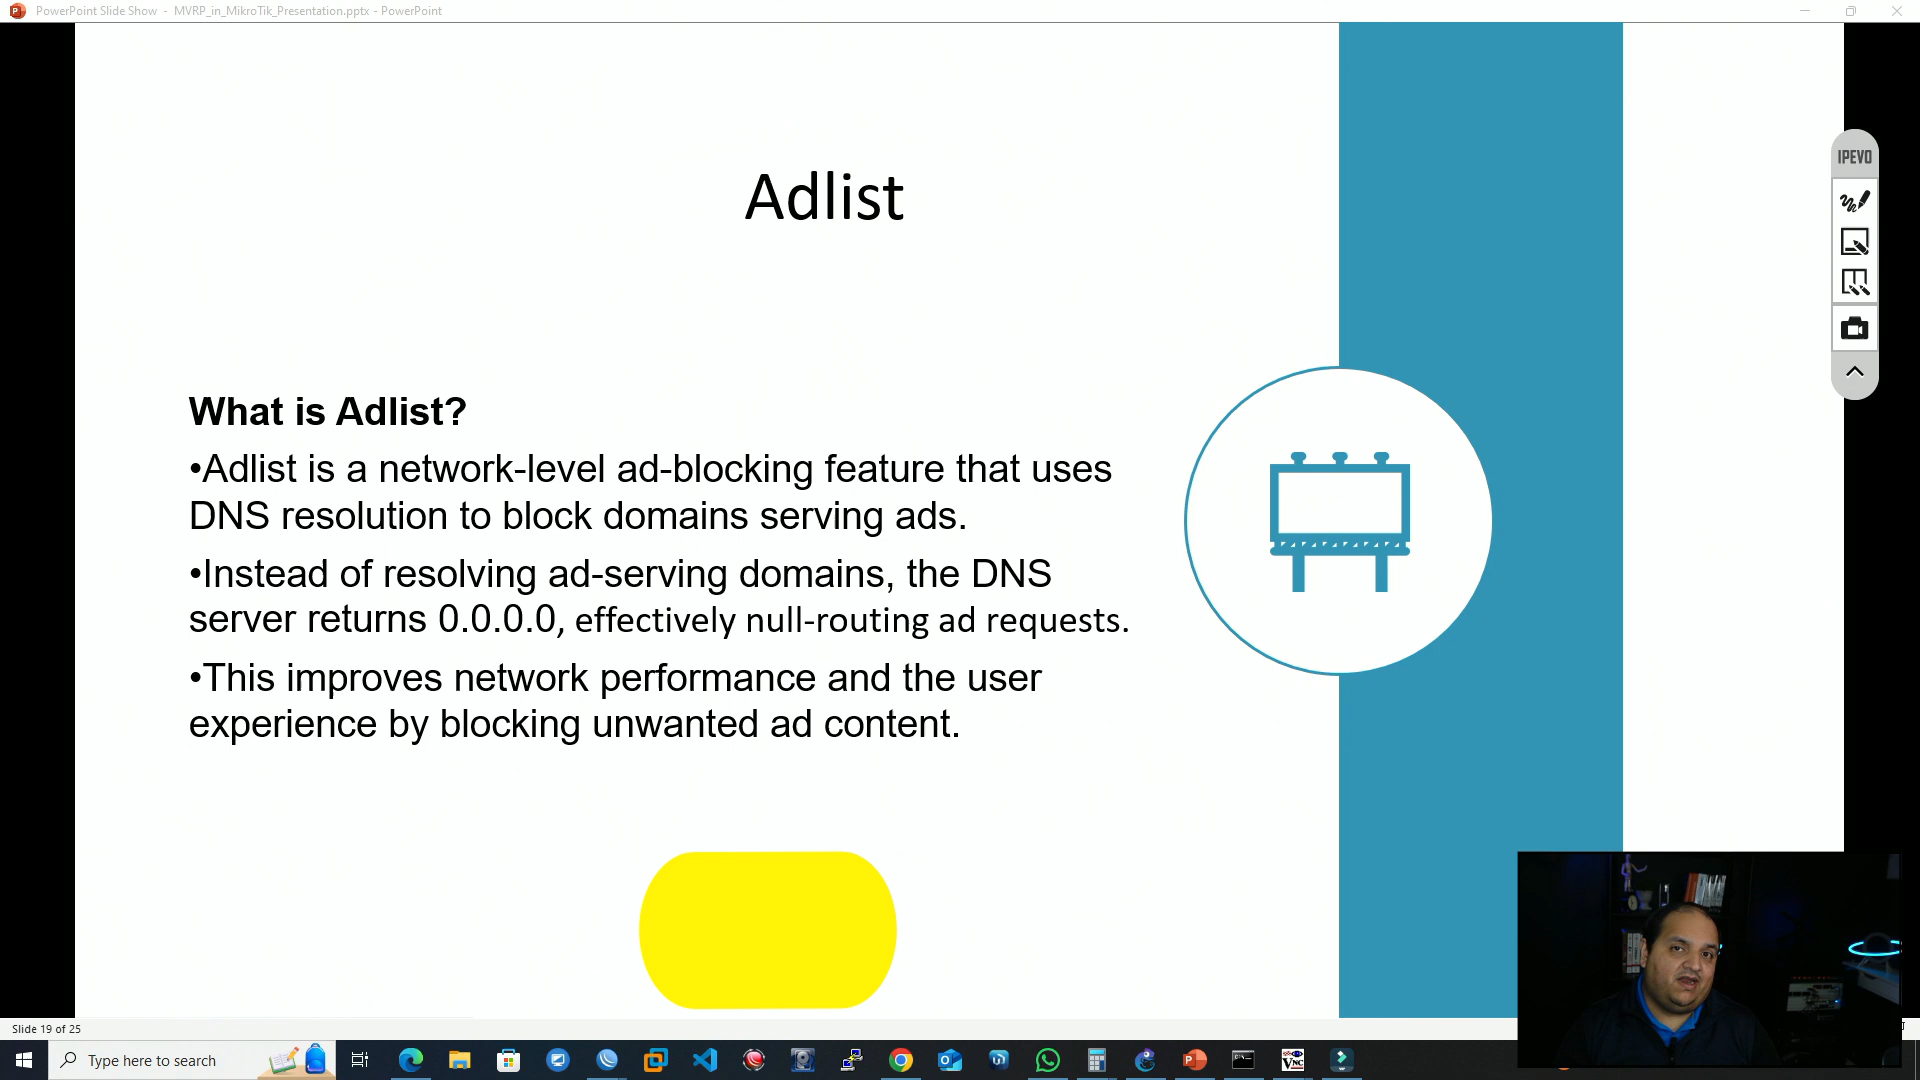 PowerPoint Slide Show - MVRP_in_MikroTik_Presentation.pptx - PowerPoint
IPEVO
Adlist
What is Adlist?
•Adlist is a network-level ad-blocking feature that uses
DNS resolution to block domains serving ads.
•Instead of resolving ad-serving domains, the DNS
server returns 0.0.0.0, effectively null-routing ad requests.
•This improves network performance and the user
experience by blocking unwanted ad content.
Slide 19 of 25
Type here to search
VNC